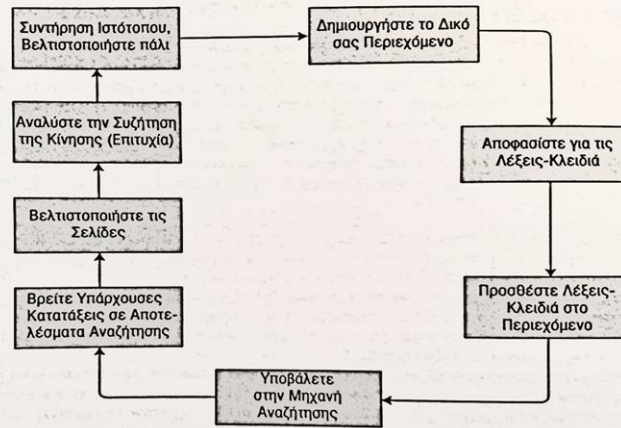 Συντήρηση Ιστότοπου,
Βελτιστοποιήστε πάλι
Δημιουργήστε το Δικό
σας Περιεχόμενο
Αποφασίστε για τις
Λέξεις-Κλειδιά
Προσθέστε Λέξεις-
Κλειδιά στο
Περιεχόμενο
Υποβάλετε
στην Μηχανή
Αναζήτησης
Βρείτε Υπάρχουσες
Κατατάξεις σε Αποτε-
λέσματα Αναζήτησης
Βελτιστοποιήστε τις
Σελίδες
Αναλύστε την Συζήτηση
της Κίνησης (Επιτυχία)